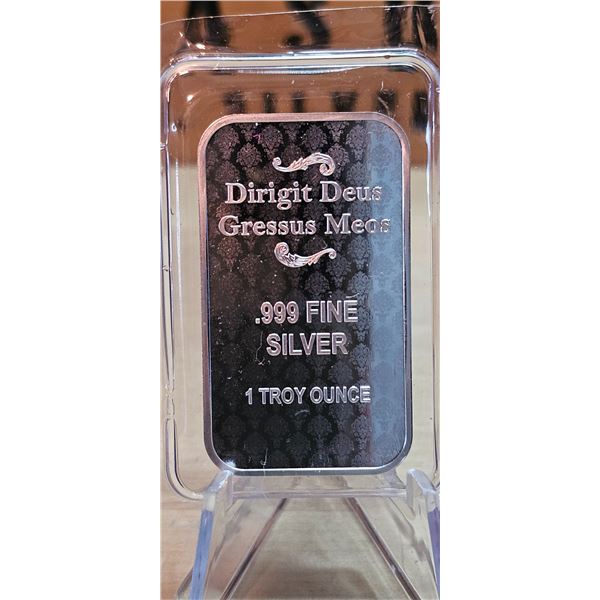 Dirigit Deus
Gressus Meos
.999 FINE
SILVER
1 TROY OUNCE